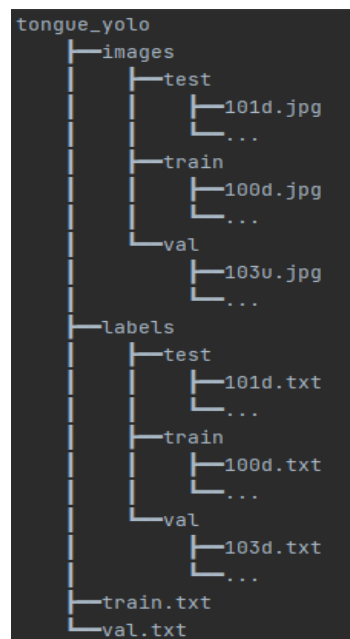 tongue_yolo
├──images
│ ├──test
│ │ ├──101d.jpg
│ │ └──...
│ ├──train
│ │ ├──100d.jpg
│ │ └──...
│ └──val
│ ├──103u.jpg
│ └──...
├──labels
│ ├──test
│ │ ├──101d.txt
│ │ └──...
│ ├──train
│ │ ├──100d.txt
│ │ └──...
│ └──val
│ ├──103d.txt
│ └──...
├──train.txt
└──val.txt